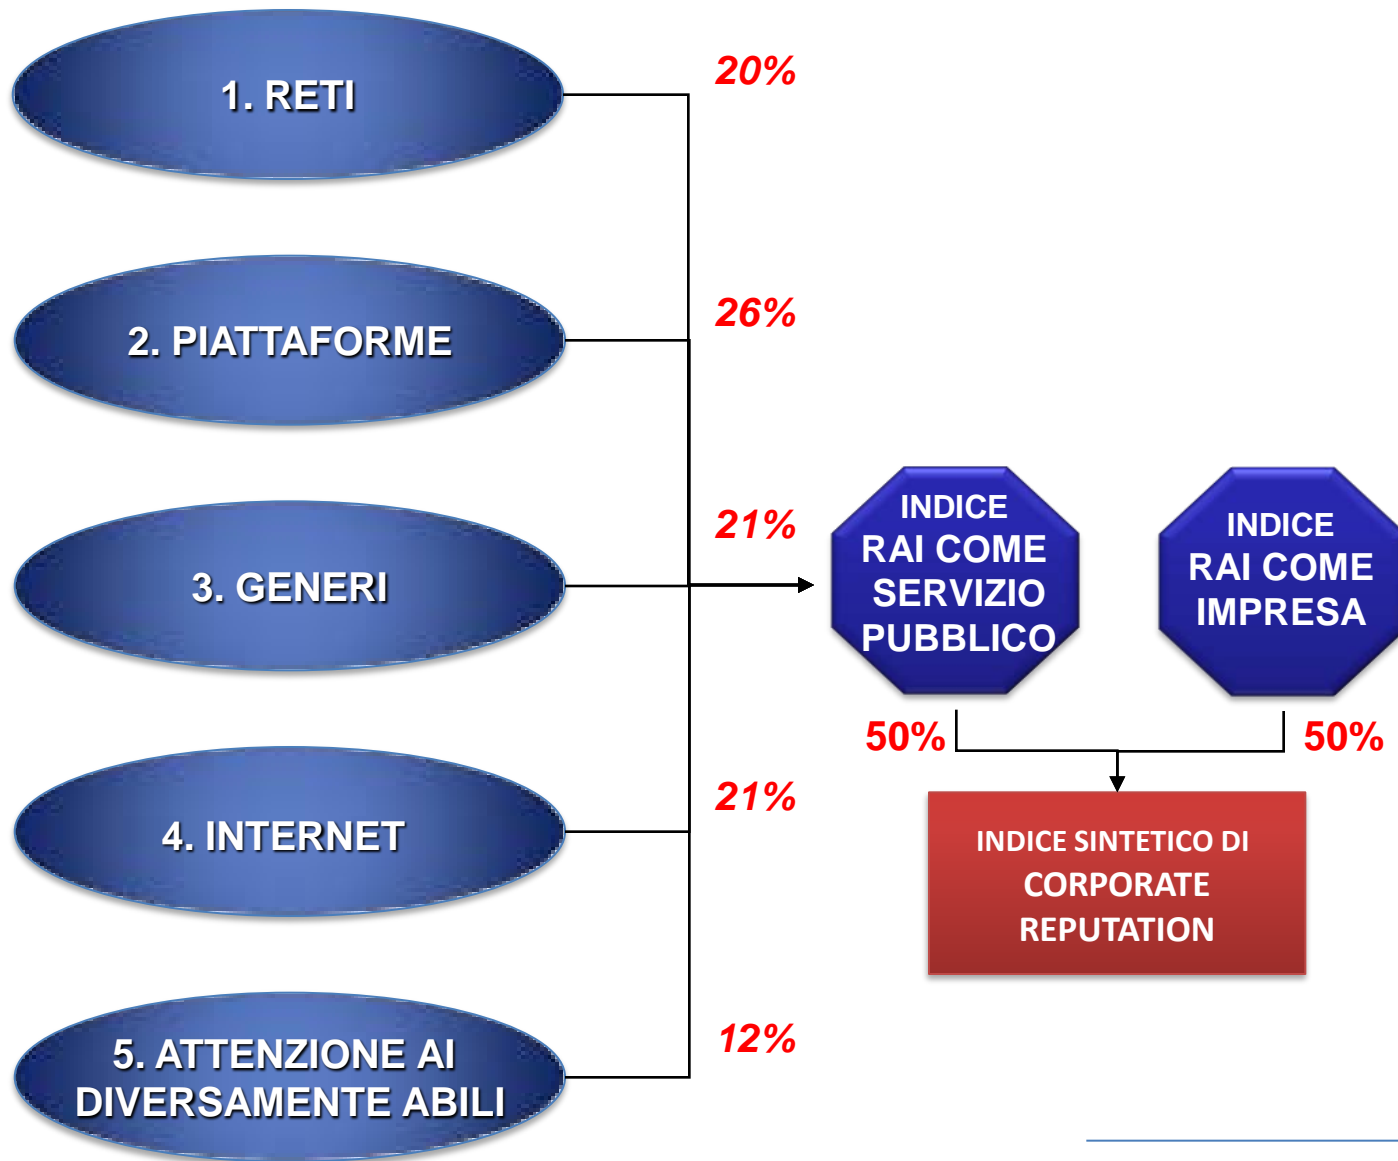 1. RETI
20%
2. PIATTAFORME
26%
3. GENERI
21%
4. INTERNET
21%
5. ATTENZIONE AI
DIVERSAMENTE ABILI
12%
INDICE
RAI COME
SERVIZIO
PUBBLICO
50%
INDICE
RAI COME
IMPRESA
50%
INDICE SINTETICO DI
CORPORATE
REPUTATION